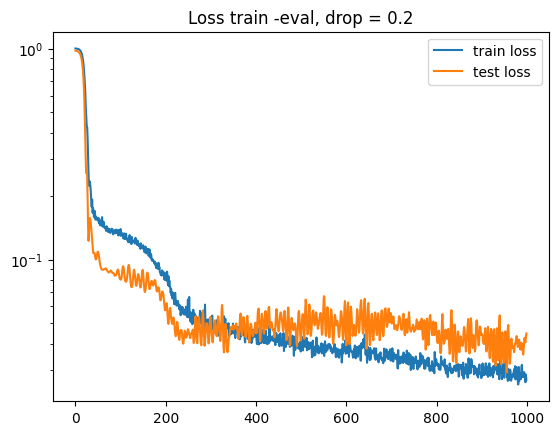 Loss train -eval, drop = 0.2
train loss
test loss
10⁰
10⁻¹
0 200 400 600 800 1000